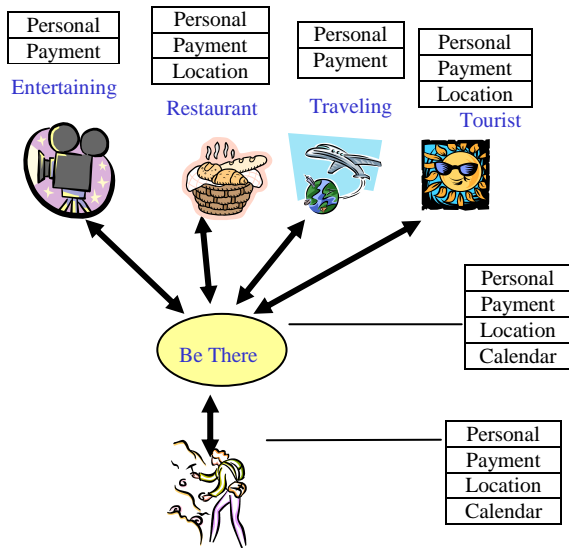 Personal
Payment
Entertaining
Personal
Payment
Location
Restaurant
Personal
Payment
Traveling
Personal
Payment
Location
Tourist
Be There
Personal
Payment
Location
Calendar
Personal
Payment
Location
Calendar